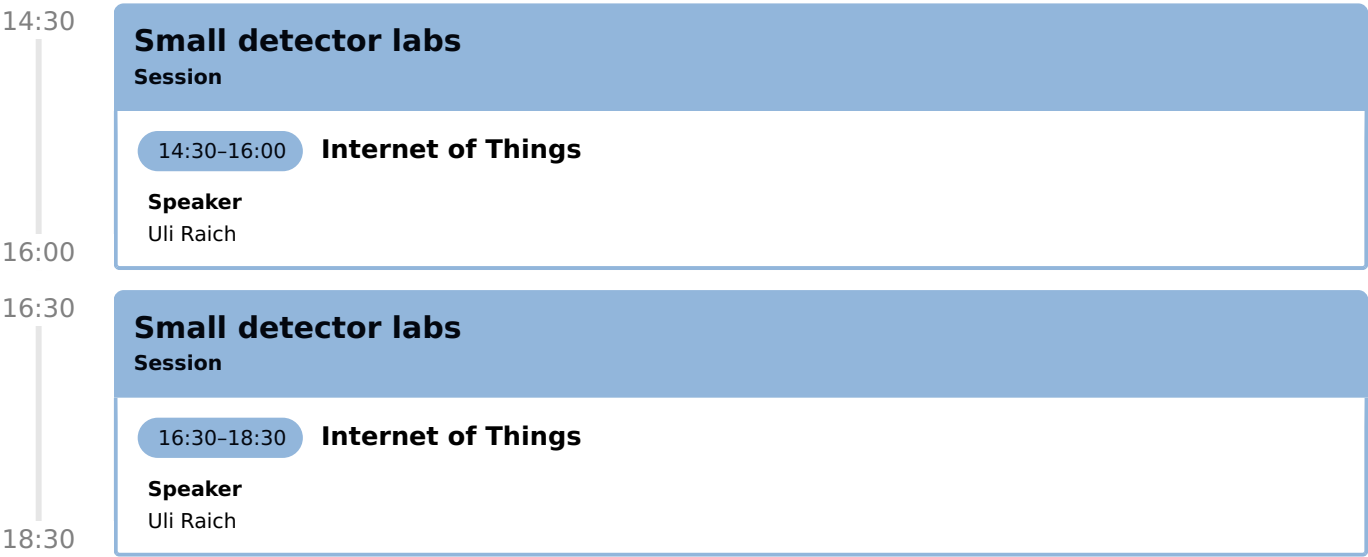 14:30
Small detector labs
Session
14:30–16:00 Internet of Things
Speaker
Uli Raich
16:00
16:30
Small detector labs
Session
16:30–18:30 Internet of Things
Speaker
Uli Raich
18:30